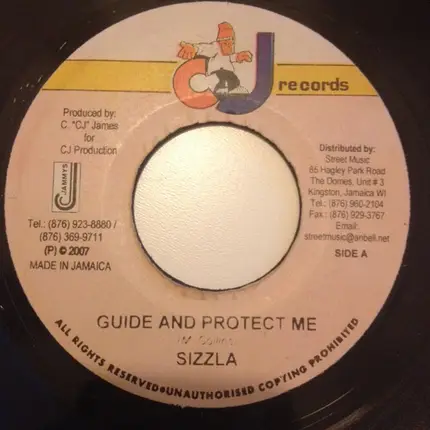 CJ records
Produced by:
C. "CJ" James
for
CJ Production
JAMMYS
Tel.: (876) 923-8880 /
(876) 369-9711
(P) © 2007
MADE IN JAMAICA
Distributed by:
Street Music
85 Hagley Park Road
The Domes, Unit # 3
Kingston, Jamaica WI
Tel.: (876) 960-2104
Fax.: (876) 929-3767
Email:
streetmusic@anbell.net
SIDE A
GUIDE AND PROTECT ME
(M. Collins)
SIZZLA
ALL RIGHTS RESERVED•UNAUTHORISED COPYING PROHIBITED